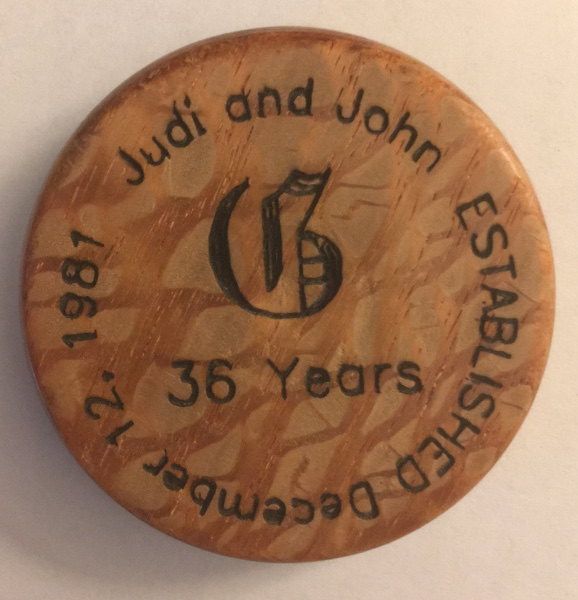 Judi and John
G
36 Years
ESTABLISHED December 12. 1981